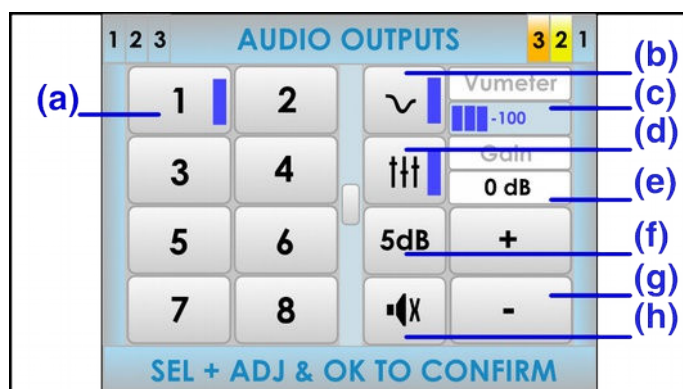 1 2 3 AUDIO OUTPUTS 3 2 1
(b)
(a) 1 2 Vumeter (c)
-100
(d)
3 4 Gain
0 dB (e)
5 6 5dB + (f)
(g)
7 8 X - (h)
SEL + ADJ & OK TO CONFIRM